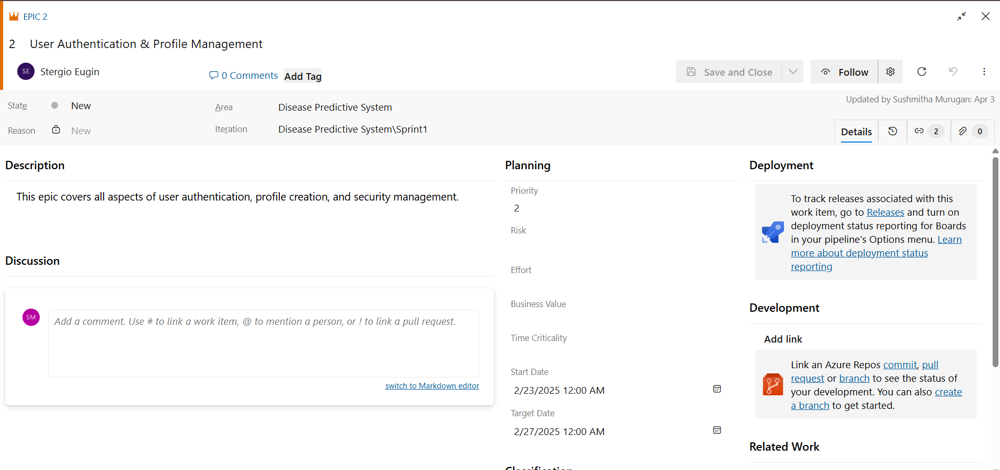 EPIC 2
2 User Authentication & Profile Management
SE Stergio Eugin
0 Comments Add Tag
Save and Close
Follow
State New
Area Disease Predictive System
Updated by Sushmitha Murugan: Apr 3
Reason New
Iteration Disease Predictive System\Sprint1
Details 2 0
Description
This epic covers all aspects of user authentication, profile creation, and security management.
Discussion
SM
Add a comment. Use # to link a work item, @ to mention a person, or ! to link a pull request.
switch to Markdown editor
Planning
Priority
2
Risk
Effort
Business Value
Time Criticality
Start Date
2/23/2025 12:00 AM
Target Date
2/27/2025 12:00 AM
Classification
Deployment
To track releases associated with this
work item, go to Releases and turn on
deployment status reporting for Boards
in your pipeline's Options menu. Learn
more about deployment status
reporting
Development
Add link
Link an Azure Repos commit, pull
request or branch to see the status of
your development. You can also create
a branch to get started.
Related Work